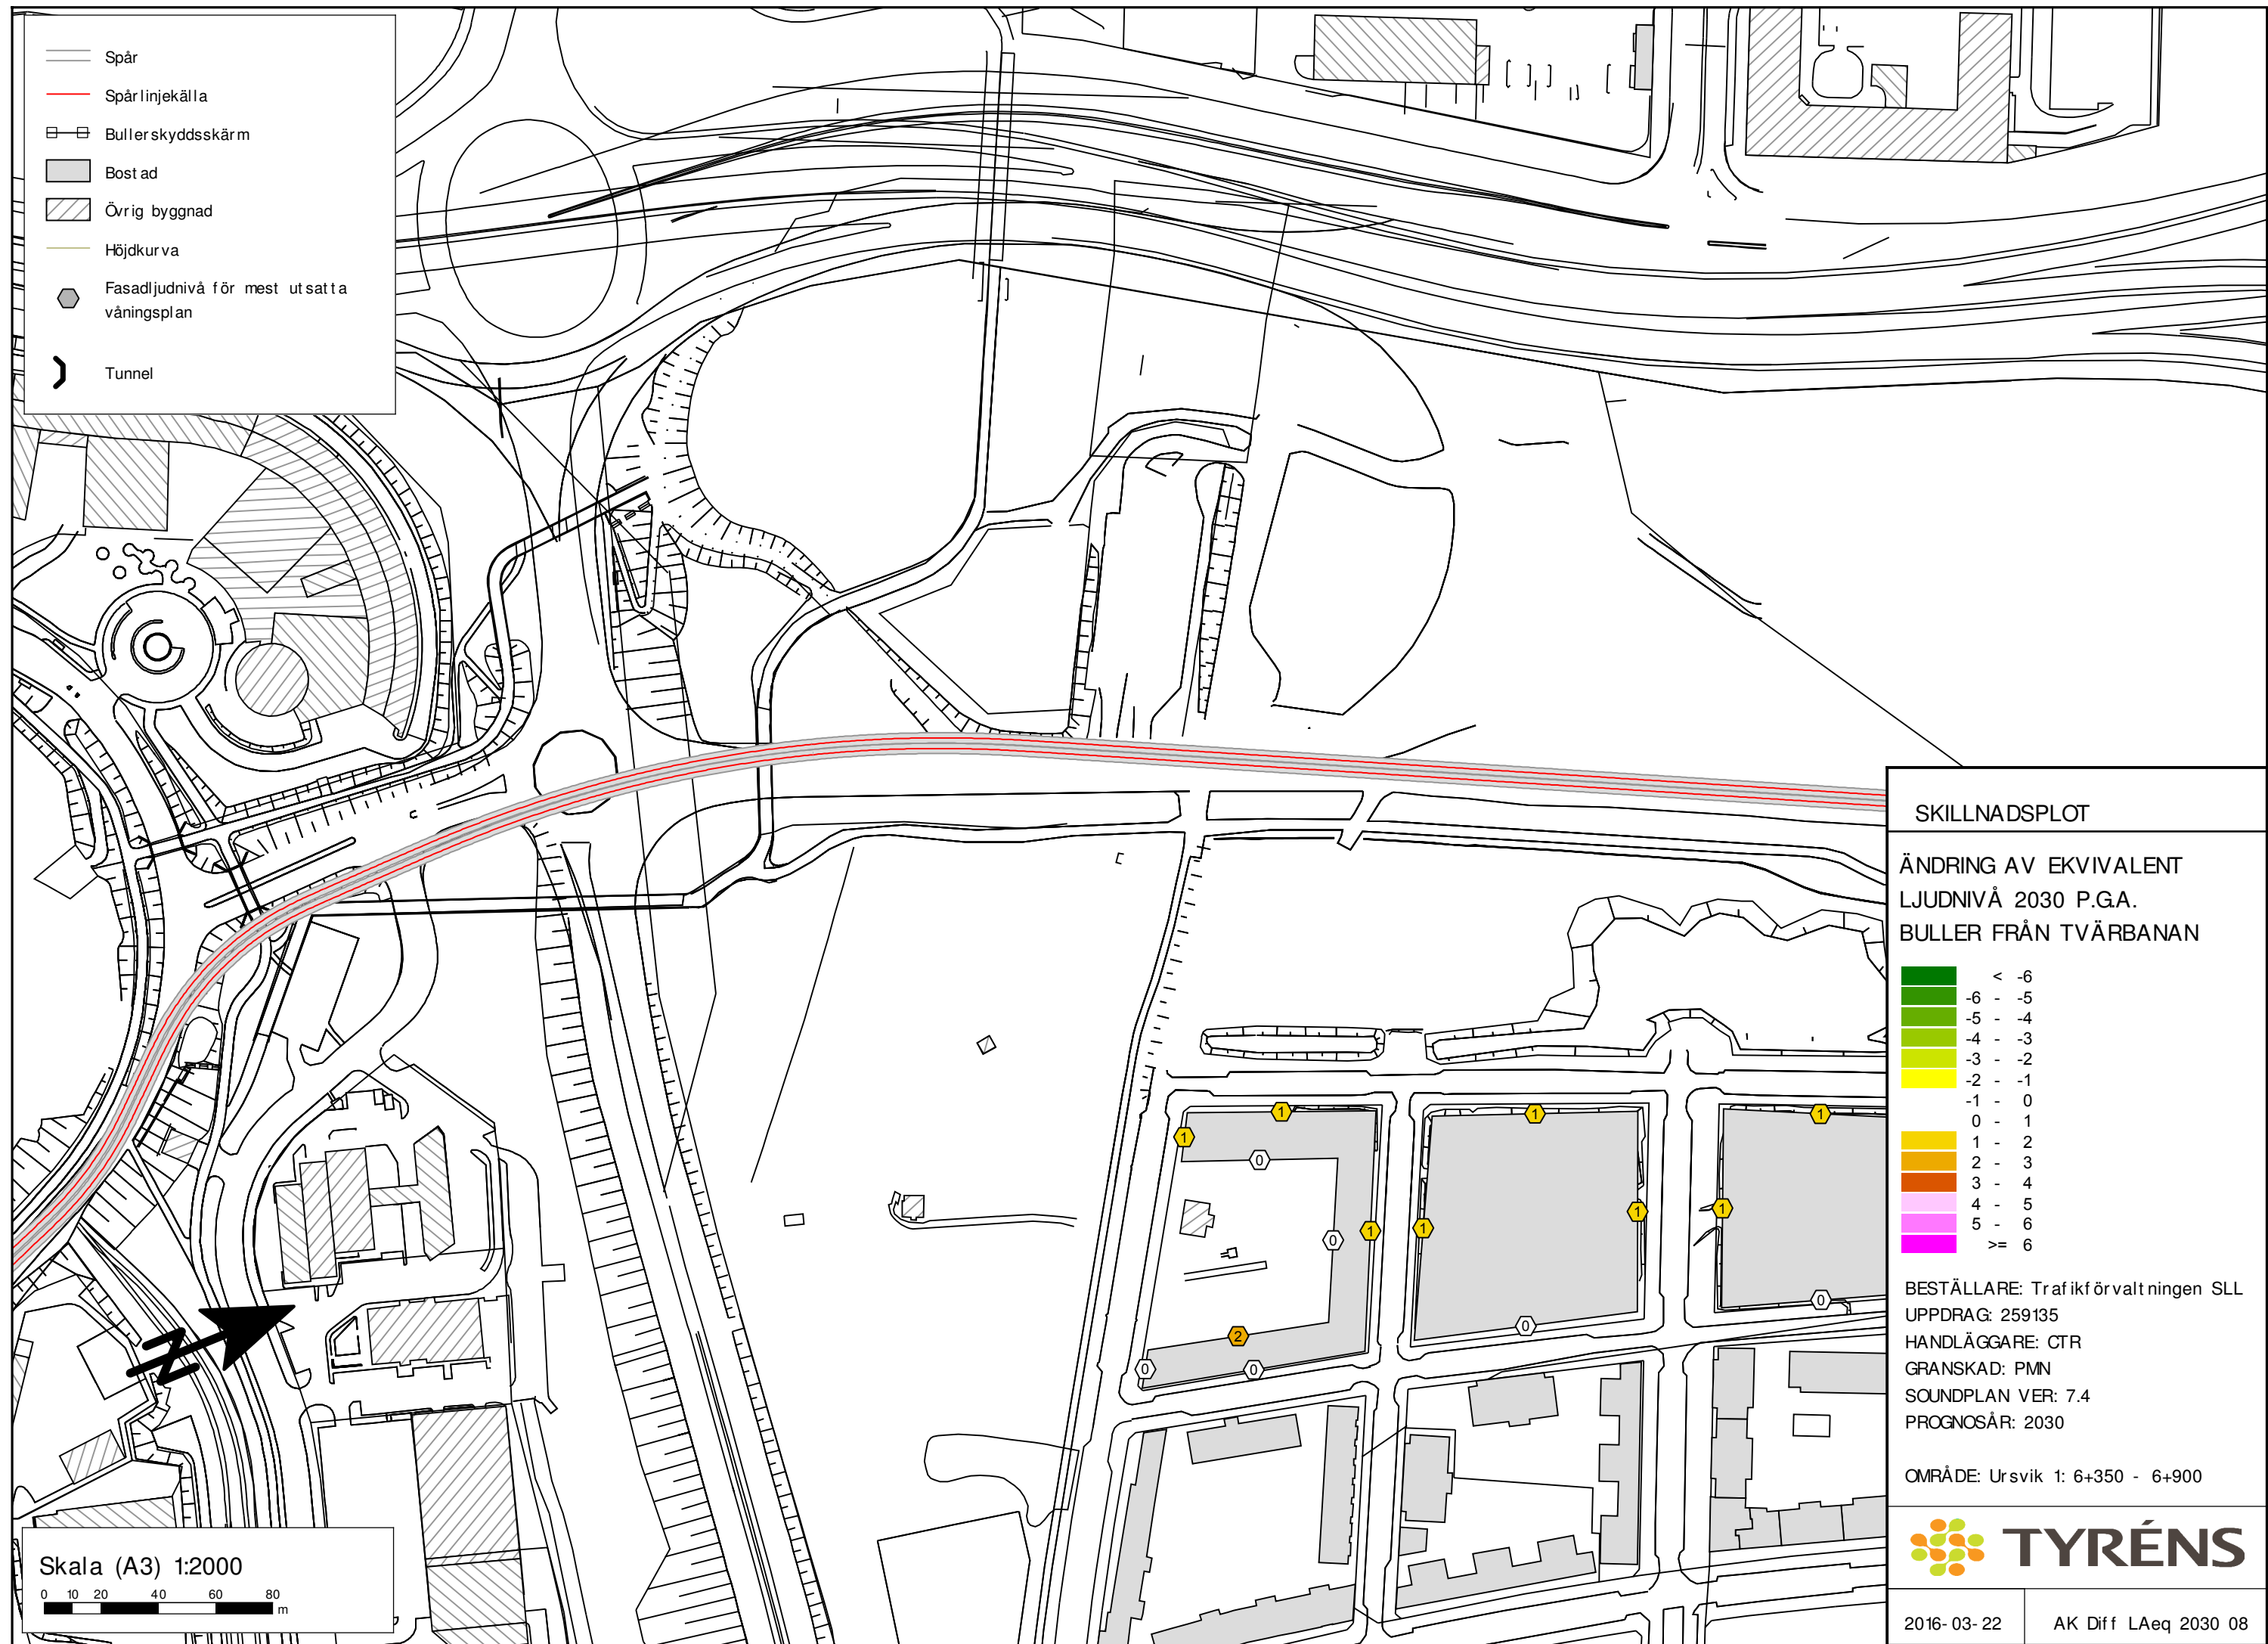 Spår
Spårlinjekälla
Bullerskyddsskärm
Bostad
Övrig byggnad
Höjdkurva
Fasadljudnivå för mest utsatta
våningsplan
Tunnel
1
1
1
1
0
1
1
1
0
1
0
2
0
0
0
0
Skala (A3) 1:2000
0 10 20 40 60 80
m
SKILLNADSPLOT
ÄNDRING AV EKVIVALENT
LJUDNIVÅ 2030 P.G.A.
BULLER FRÅN TVÄRBANAN
< -6
-6 - -5
-5 - -4
-4 - -3
-3 - -2
-2 - -1
-1 - 0
0 - 1
1 - 2
2 - 3
3 - 4
4 - 5
5 - 6
>= 6
BESTÄLLARE: Trafikförvaltningen SLL
UPPDRAG: 259135
HANDLÄGGARE: CTR
GRANSKAD: PMN
SOUNDPLAN VER: 7.4
PROGNOSÅR: 2030
OMRÅDE: Ursvik 1: 6+350 - 6+900
TYRÉNS
2016-03-22 AK Diff LAeq 2030 08